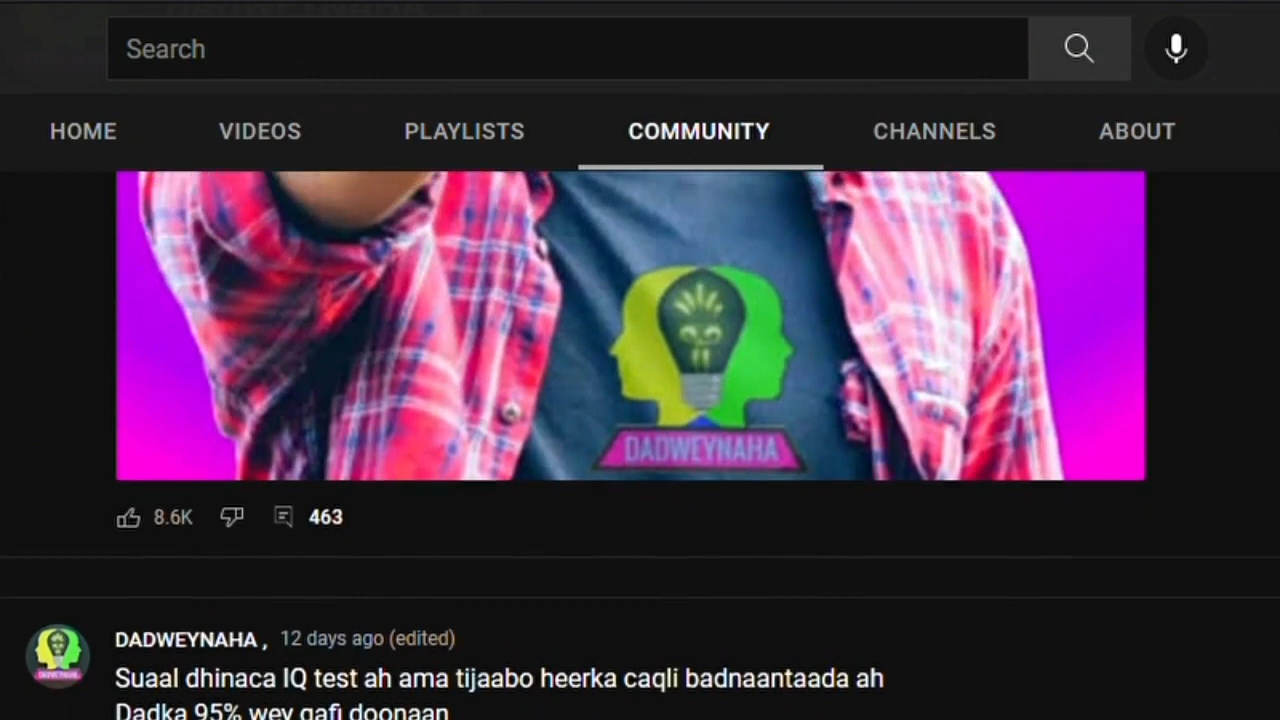 Search
HOME VIDEOS PLAYLISTS COMMUNITY CHANNELS ABOUT
DADWEYNAHA
8.6K 463
DADWEYNAHA , 12 days ago (edited)
Suaal dhinaca IQ test ah ama tijaabo heerka caqli badnaantaada ah
Dadka 95% wey qafi doonaan